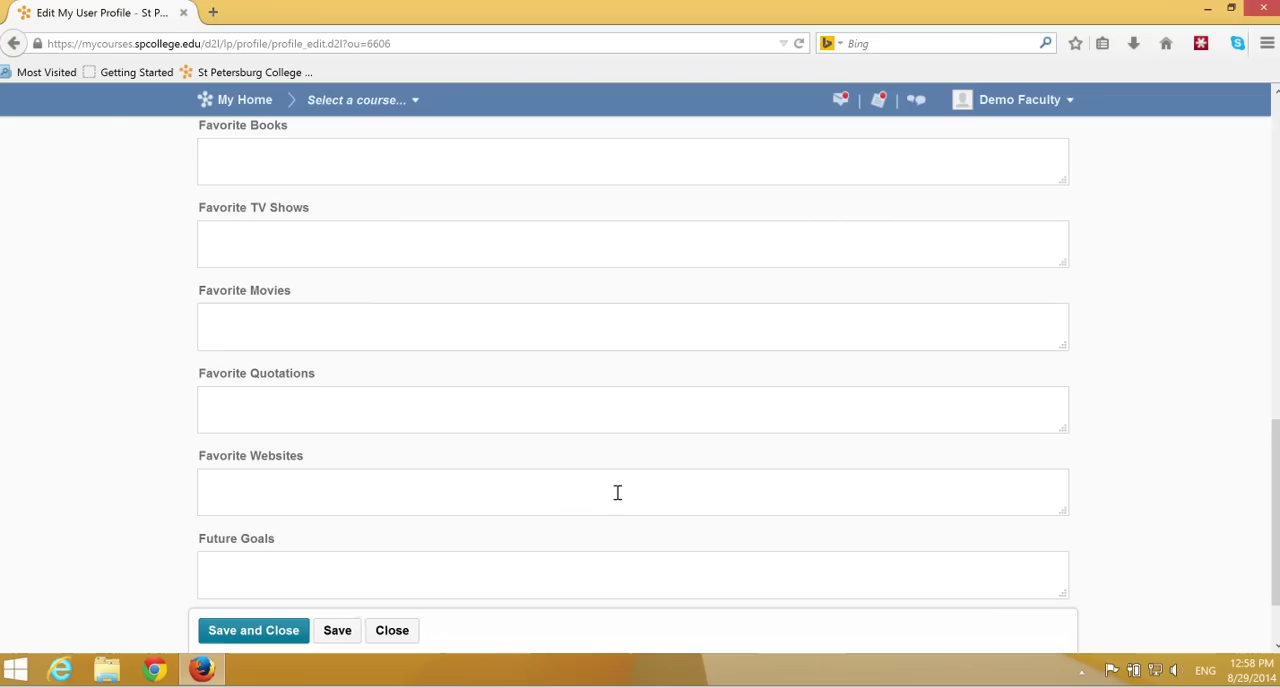 Edit My User Profile - St P...
https://mycourses.spcollege.edu/d2l/lp/profile/profile_edit.d2l?ou=6606
Bing
Most Visited Getting Started St Petersburg College ...
My Home Select a course... Demo Faculty
Favorite Books
Favorite TV Shows
Favorite Movies
Favorite Quotations
Favorite Websites
Future Goals
Save and Close Save Close
ENG
12:58 PM
8/29/2014